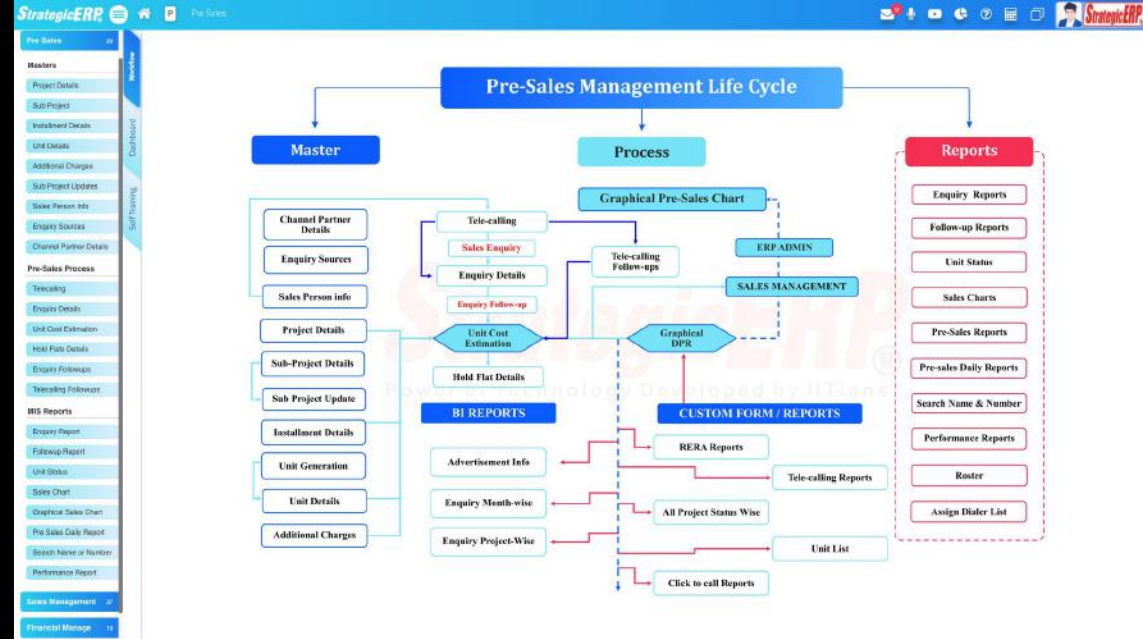 StrategicERP
P
Pre Sales
StrategicERP
Pre Sales
Masters
Project Details
Sub Project
Installment Details
Unit Details
Additional Charges
Sub Project Updates
Sales Person Info
Enquiry Sources
Channel Partner Details
Pre-Sales Process
Telecalling
Enquiry Details
Unit Cost Estimation
Hold Flats Details
Enquiry Followups
Telecalling Followups
MIS Reports
Enquiry Report
Followup Report
Unit Status
Sales Chart
Graphical Sales Chart
Pre Sales Daily Report
Search Name or Number
Performance Report
Sales Management
Financial Manage
Workflow
Dashboard
Self Training
Pre-Sales Management Life Cycle
Master
Channel Partner
Details
Enquiry Sources
Sales Person info
Project Details
Sub-Project Details
Sub Project Update
Installment Details
Unit Generation
Unit Details
Additional Charges
Process
Graphical Pre-Sales Chart
Tele-calling
Sales Enquiry
Enquiry Details
Enquiry Follow-up
Unit Cost
Estimation
Hold Flat Details
Tele-calling
Follow-ups
ERP ADMIN
SALES MANAGEMENT
Graphical
DPR
StrategicERP®
Power of Technology Developed by IITians
BI REPORTS
Advertisement Info
Enquiry Month-wise
Enquiry Project-Wise
CUSTOM FORM / REPORTS
RERA Reports
Tele-calling Reports
All Project Status Wise
Unit List
Click to call Reports
Reports
Enquiry Reports
Follow-up Reports
Unit Status
Sales Charts
Pre-Sales Reports
Pre-sales Daily Reports
Search Name & Number
Performance Reports
Roster
Assign Dialer List